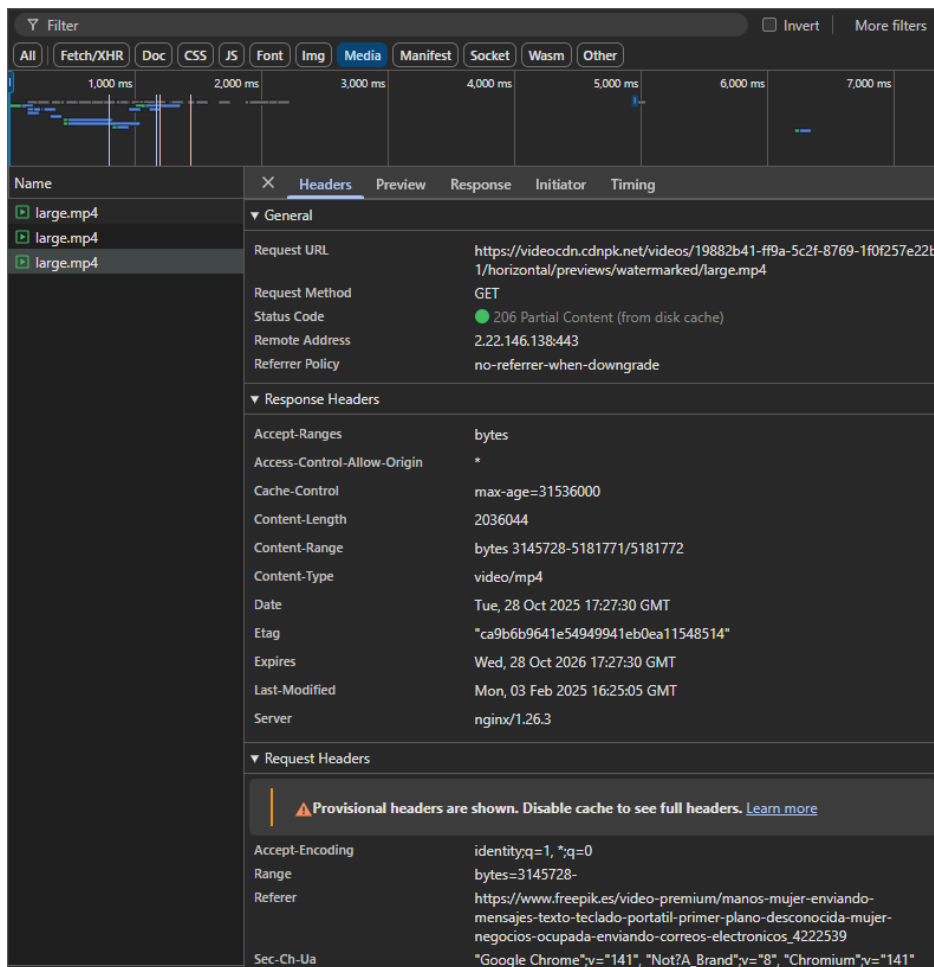 Filter
Invert
More filters
All
Fetch/XHR
Doc
CSS
JS
Font
Img
Media
Manifest
Socket
Wasm
Other
1,000 ms
2,000 ms
3,000 ms
4,000 ms
5,000 ms
6,000 ms
7,000 ms
Name
Headers
Preview
Response
Initiator
Timing
large.mp4
large.mp4
large.mp4
General
Request URL
https://videocdn.cdnpk.net/videos/19882b41-ff9a-5c2f-8769-1f0f257e22b
1/horizontal/previews/watermarked/large.mp4
Request Method
GET
Status Code
206 Partial Content (from disk cache)
Remote Address
2.22.146.138:443
Referrer Policy
no-referrer-when-downgrade
Response Headers
Accept-Ranges
bytes
Access-Control-Allow-Origin
*
Cache-Control
max-age=31536000
Content-Length
2036044
Content-Range
bytes 3145728-5181771/5181772
Content-Type
video/mp4
Date
Tue, 28 Oct 2025 17:27:30 GMT
Etag
"ca9b6b9641e54949941eb0ea11548514"
Expires
Wed, 28 Oct 2026 17:27:30 GMT
Last-Modified
Mon, 03 Feb 2025 16:25:05 GMT
Server
nginx/1.26.3
Request Headers
Provisional headers are shown. Disable cache to see full headers. Learn more
Accept-Encoding
identity;q=1, *;q=0
Range
bytes=3145728-
Referer
https://www.freepik.es/video-premium/manos-mujer-enviando-
mensajes-texto-teclado-portatil-primer-plano-desconocida-mujer-
negocios-ocupada-enviando-correos-electronicos_4222539
Sec-Ch-Ua
"Google Chrome";v="141", "Not?A_Brand";v="8", "Chromium";v="141"